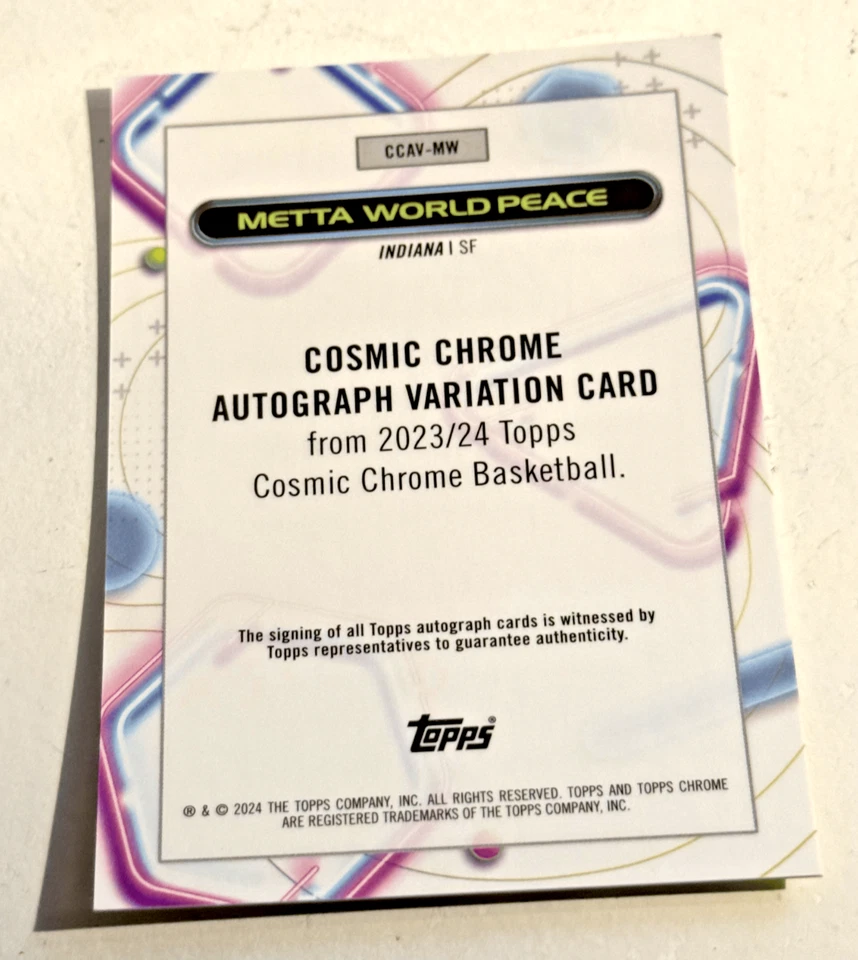 CCAV-MW
METTA WORLD PEACE
INDIANA | SF
COSMIC CHROME
AUTOGRAPH VARIATION CARD
from 2023/24 Topps
Cosmic Chrome Basketball.
The signing of all Topps autograph cards is witnessed by
Topps representatives to guarantee authenticity.
Topps®
® & © 2024 THE TOPPS COMPANY, INC. ALL RIGHTS RESERVED. TOPPS AND TOPPS CHROME
ARE REGISTERED TRADEMARKS OF THE TOPPS COMPANY, INC.